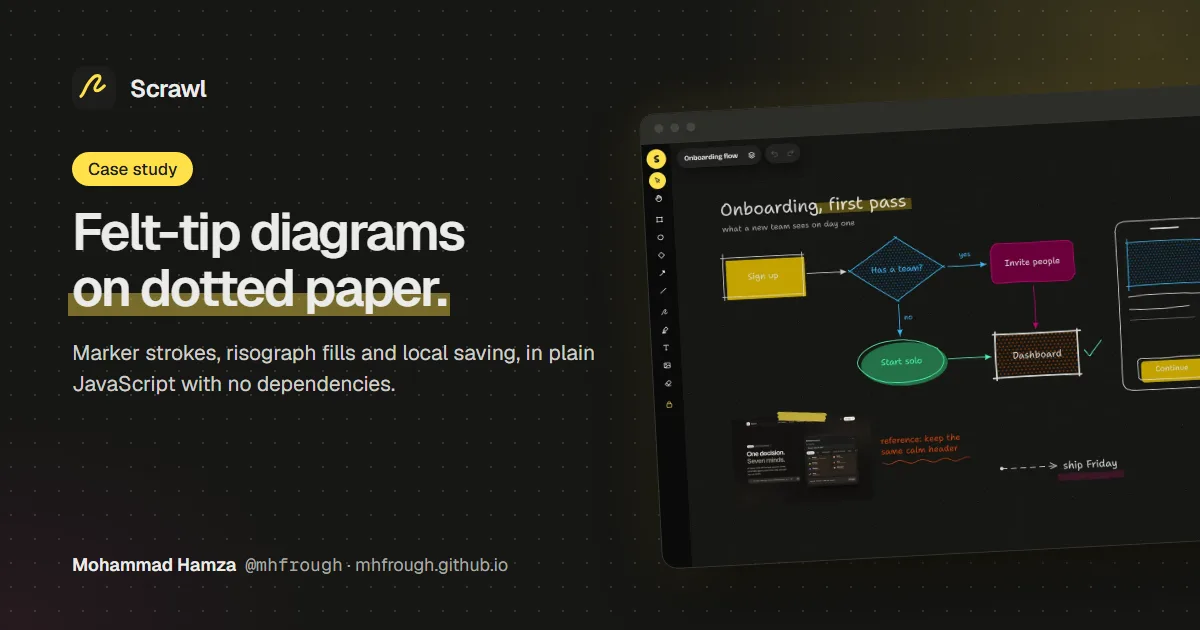 Scrawl
Case study
Felt-tip diagrams
on dotted paper.
Marker strokes, risograph fills and local saving, in plain
JavaScript with no dependencies.
Mohammad Hamza @mhfrough · mhfrough.github.io
S
Onboarding flow
T
Onboarding, first pass
what a new team sees on day one
Sign up
Has a team?
yes
Invite people
no
Start solo
Dashboard
Continue
One decision.
Seven minds.
reference: keep the
same calm header
ship Friday